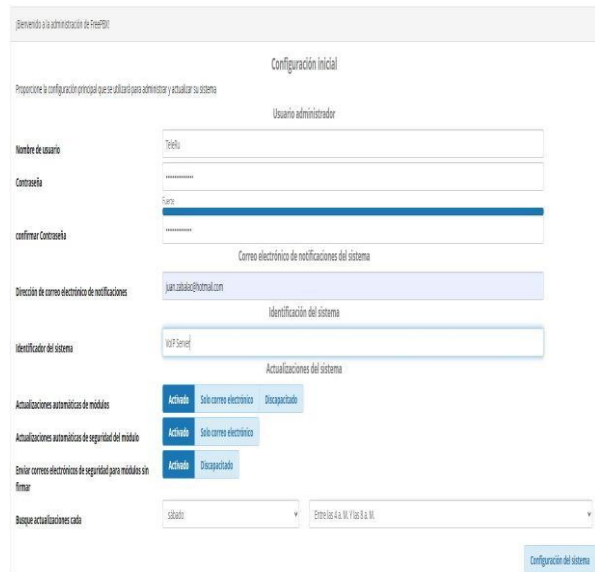 ¡Bienvenido a la administración de FreePBX!
Configuración inicial
Proporcione la configuración principal que se utilizará para administrar y actualizar su sistema
Usuario administrador
Nombre de usuario
TeleRu
Contraseña
Fuerte
confirmar Contraseña
Correo electrónico de notificaciones del sistema
Dirección de correo electrónico de notificaciones
juan.zabalac@hotmail.com
Identificación del sistema
Identificador del sistema
VoIP Server
Actualizaciones del sistema
Actualizaciones automáticas de módulos
Activado Solo correo electrónico Discapacitado
Actualizaciones automáticas de seguridad del módulo
Activado Solo correo electrónico
Enviar correos electrónicos de seguridad para módulos sin
firmar
Activado Discapacitado
Busque actualizaciones cada
sábado Entre las 4 a. M. Y las 8 a. M.
Configuración del sistema